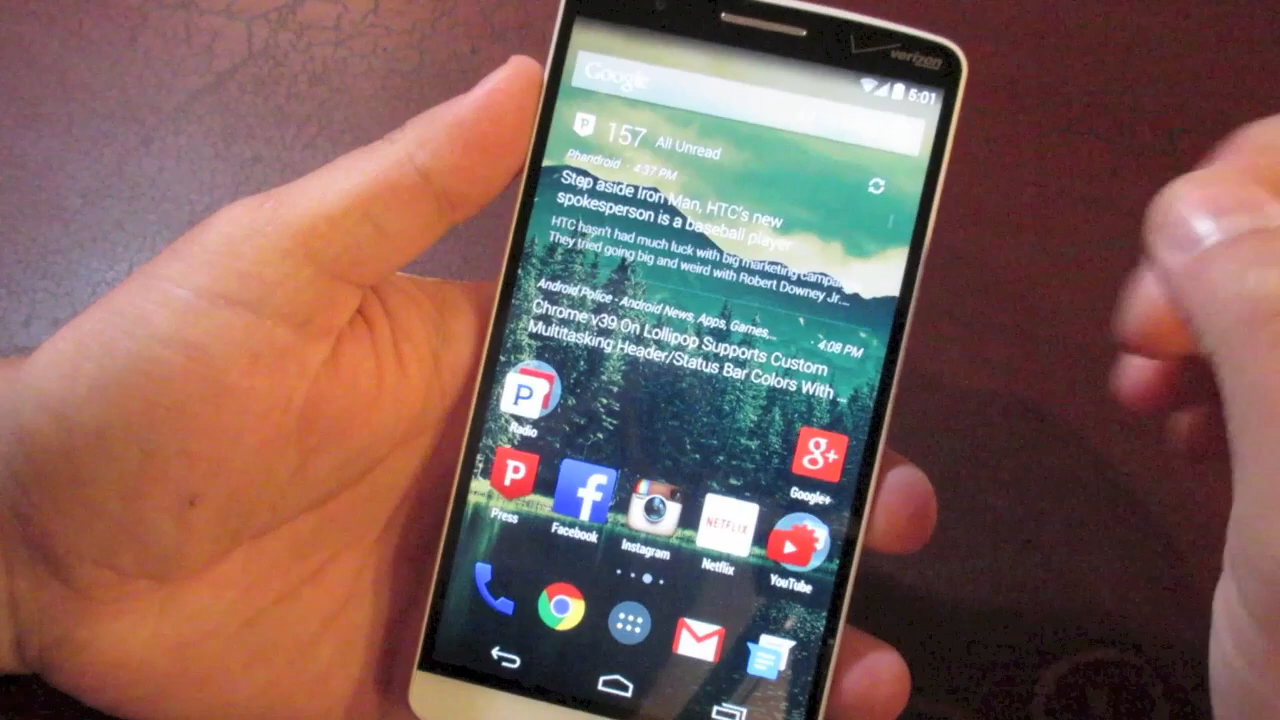 verizon
5:01
Google
157 All Unread
Phandroid · 4:37 PM
Step aside Iron Man, HTC's new
spokesperson is a baseball player
HTC hasn't had much luck with big marketing campai
They tried going big and weird with Robert Downey Jr....
Android Police - Android News, Apps, Games... · 4:08 PM
Chrome v39 On Lollipop Supports Custom
Multitasking Header/Status Bar Colors With ...
P
Radio
g+
Google+
P
Press
f
Facebook
Instagram
NETFLIX
Netflix
YouTube